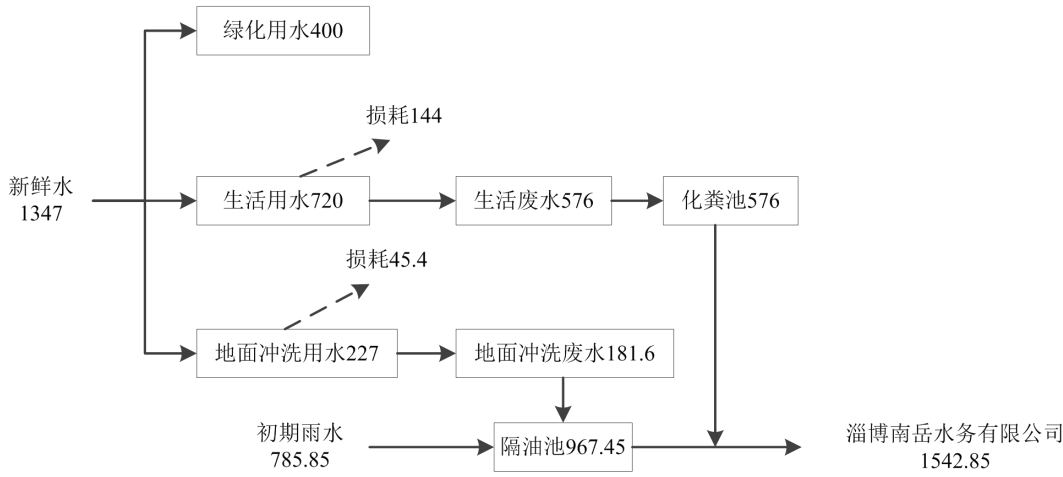 绿化用水400
损耗144
新鲜水
1347
生活用水720
生活废水576
化粪池576
损耗45.4
地面冲洗用水227
地面冲洗废水181.6
初期雨水
785.85
隔油池967.45
淄博南岳水务有限公司
1542.85